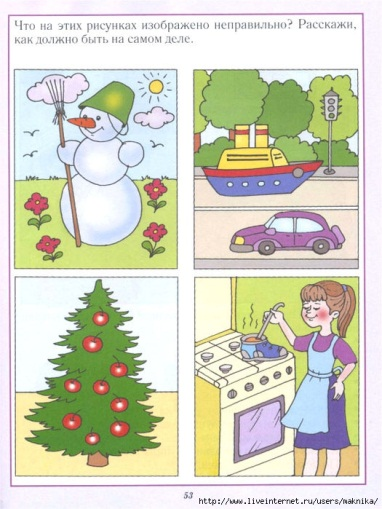 Что на этих рисунках изображено неправильно? Расскажи,
как должно быть на самом деле.
53
http://www.liveinternet.ru/users/maknika/